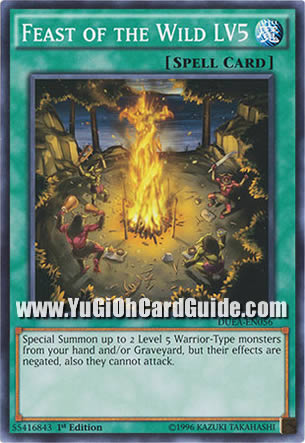 FEAST OF THE WILD LV5
[SPELL CARD]
www.YuGiOhCardGuide.com
DUEA-EN056
Special Summon up to 2 Level 5 Warrior-Type monsters
from your hand and/or Graveyard, but their effects are
negated, also they cannot attack.
55416843 1st Edition ©1996 KAZUKI TAKAHASHI